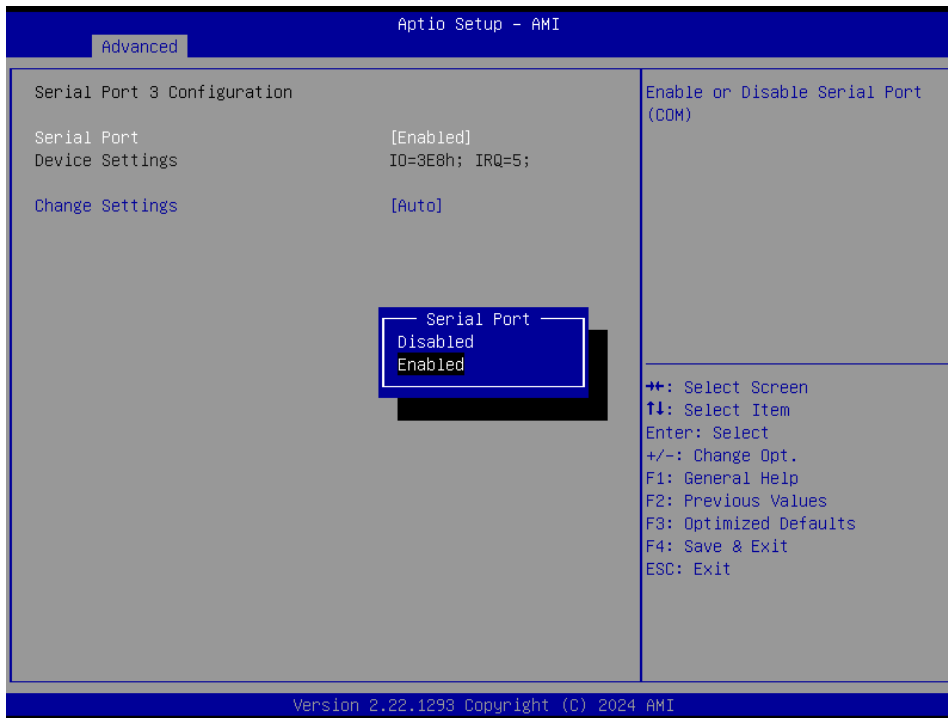 Aptio Setup – AMI
Advanced
Serial Port 3 Configuration
Serial Port [Enabled]
Device Settings IO=3E8h; IRQ=5;
Change Settings [Auto]
Serial Port
Disabled
Enabled
Enable or Disable Serial Port
(COM)
→←: Select Screen
↑↓: Select Item
Enter: Select
+/-: Change Opt.
F1: General Help
F2: Previous Values
F3: Optimized Defaults
F4: Save & Exit
ESC: Exit
Version 2.22.1293 Copyright (C) 2024 AMI